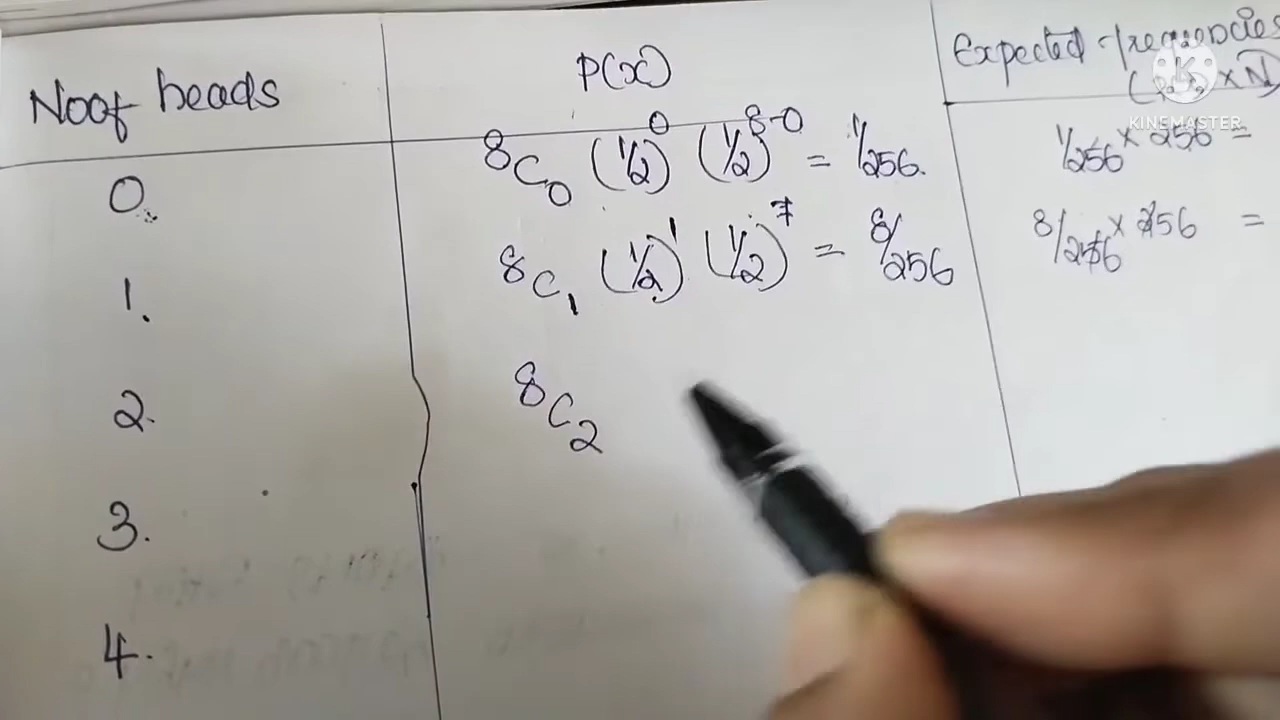 No of heads P(x) Expected frequencies
× N
KINEMASTER
0. ⁸C₀ (1/2)⁰ (1/2)⁸⁻⁰ = 1/256. 1/256 × 256 =
1. ⁸C₁ (1/2)¹ (1/2)⁷ = 8/256 8/256 × 256 =
2. ⁸C₂
3.
4.